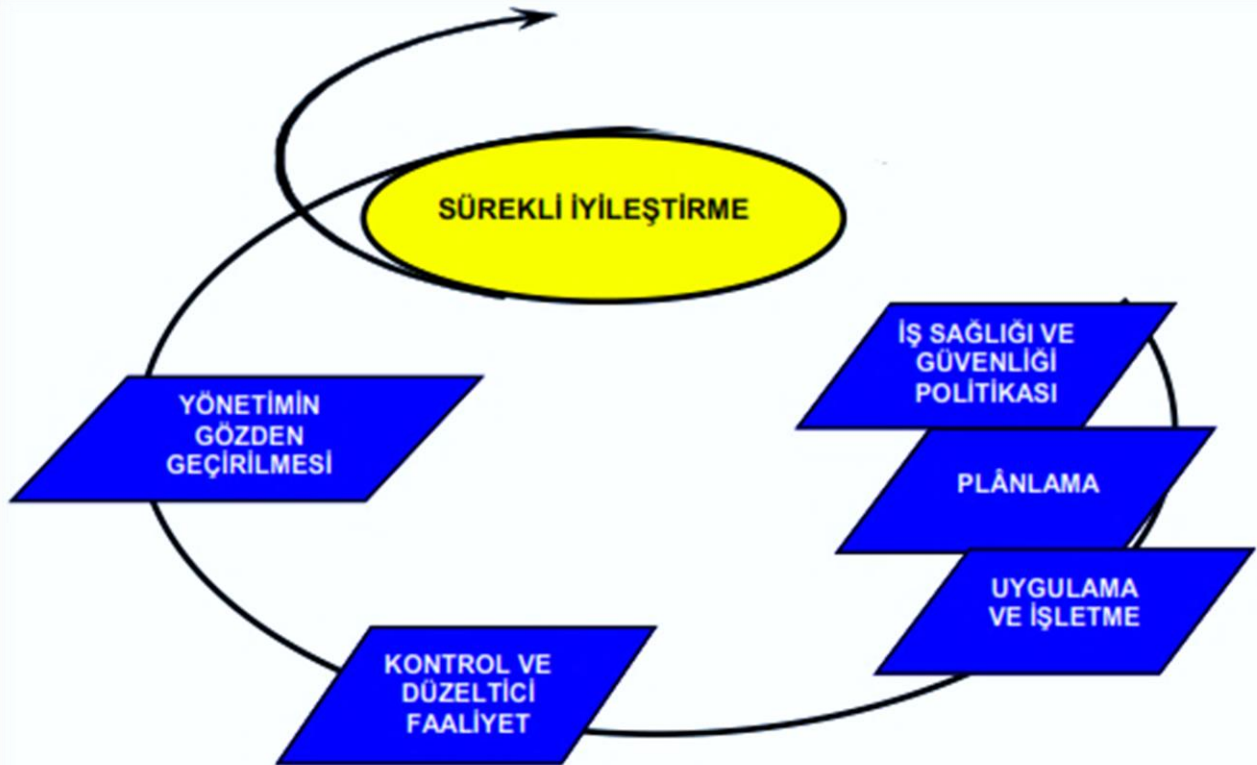 SÜREKLİ İYİLEŞTİRME
İŞ SAĞLIĞI VE
GÜVENLİĞİ
POLİTİKASI
PLÂNLAMA
UYGULAMA
VE İŞLETME
KONTROL VE
DÜZELTİCİ
FAALİYET
YÖNETİMİN
GÖZDEN
GEÇİRİLMESİ